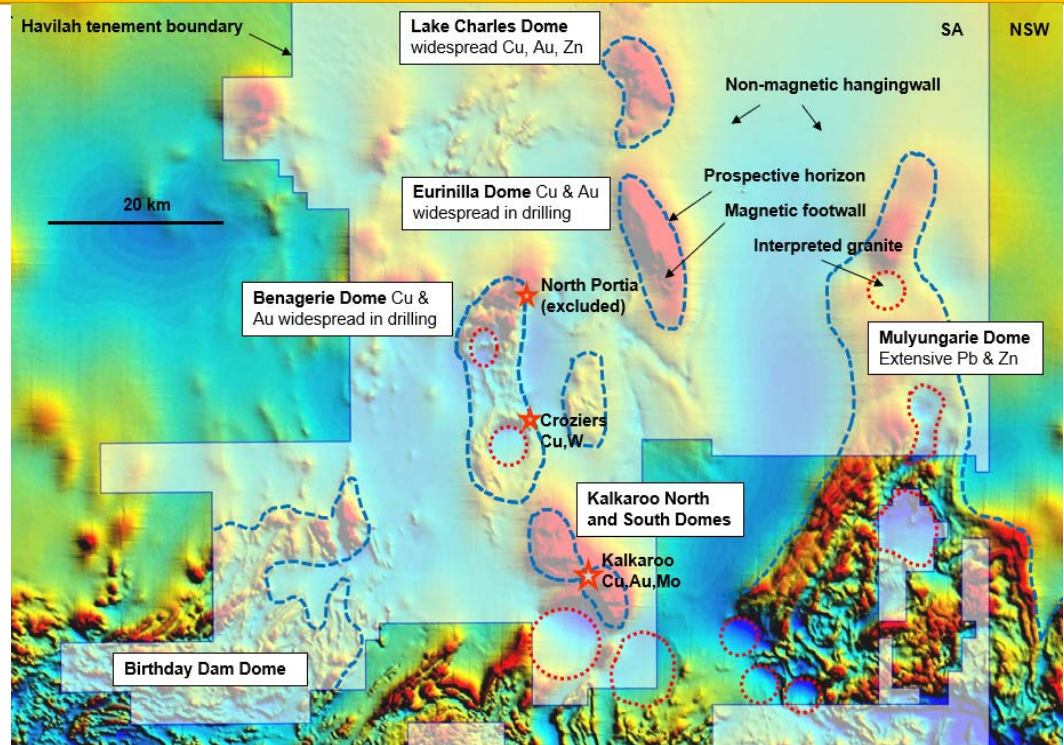 Havilah tenement boundary
Lake Charles Dome
widespread Cu, Au, Zn
SA
NSW
Non-magnetic hangingwall
Prospective horizon
Eurinilla Dome Cu & Au
widespread in drilling
Magnetic footwall
20 km
Interpreted granite
North Portia
(excluded)
Benagerie Dome Cu &
Au widespread in drilling
Mulyungarie Dome
Extensive Pb & Zn
Croziers
Cu,W
Kalkaroo North
and South Domes
Kalkaroo
Cu,Au,Mo
Birthday Dam Dome